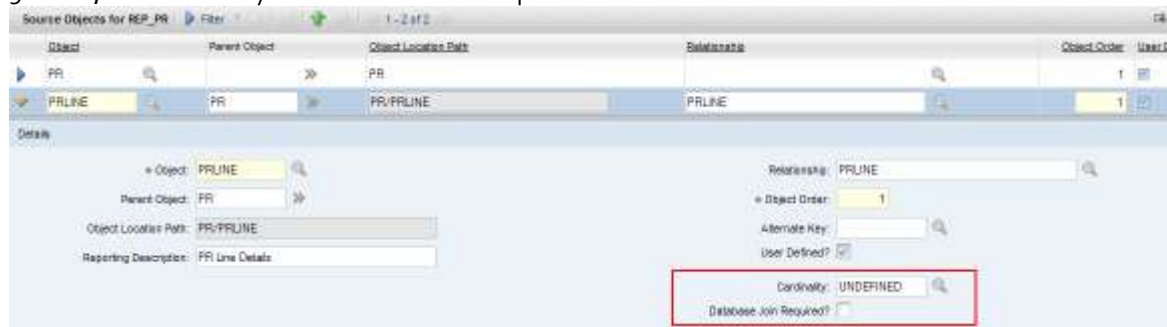 Source Objects for REP_PR Filter 1 - 2 of 2
Object Parent Object Object Location Path Relationship Object Order
PR PR 1
PRLINE PR PR/PRLINE PRLINE 1
Details
* Object: PRLINE
Parent Object: PR
Object Location Path: PR/PRLINE
Reporting Description: PR Line Details
Relationship: PRLINE
* Object Order: 1
Alternate Key:
User Defined?
Cardinality: UNDEFINED
Database Join Required?